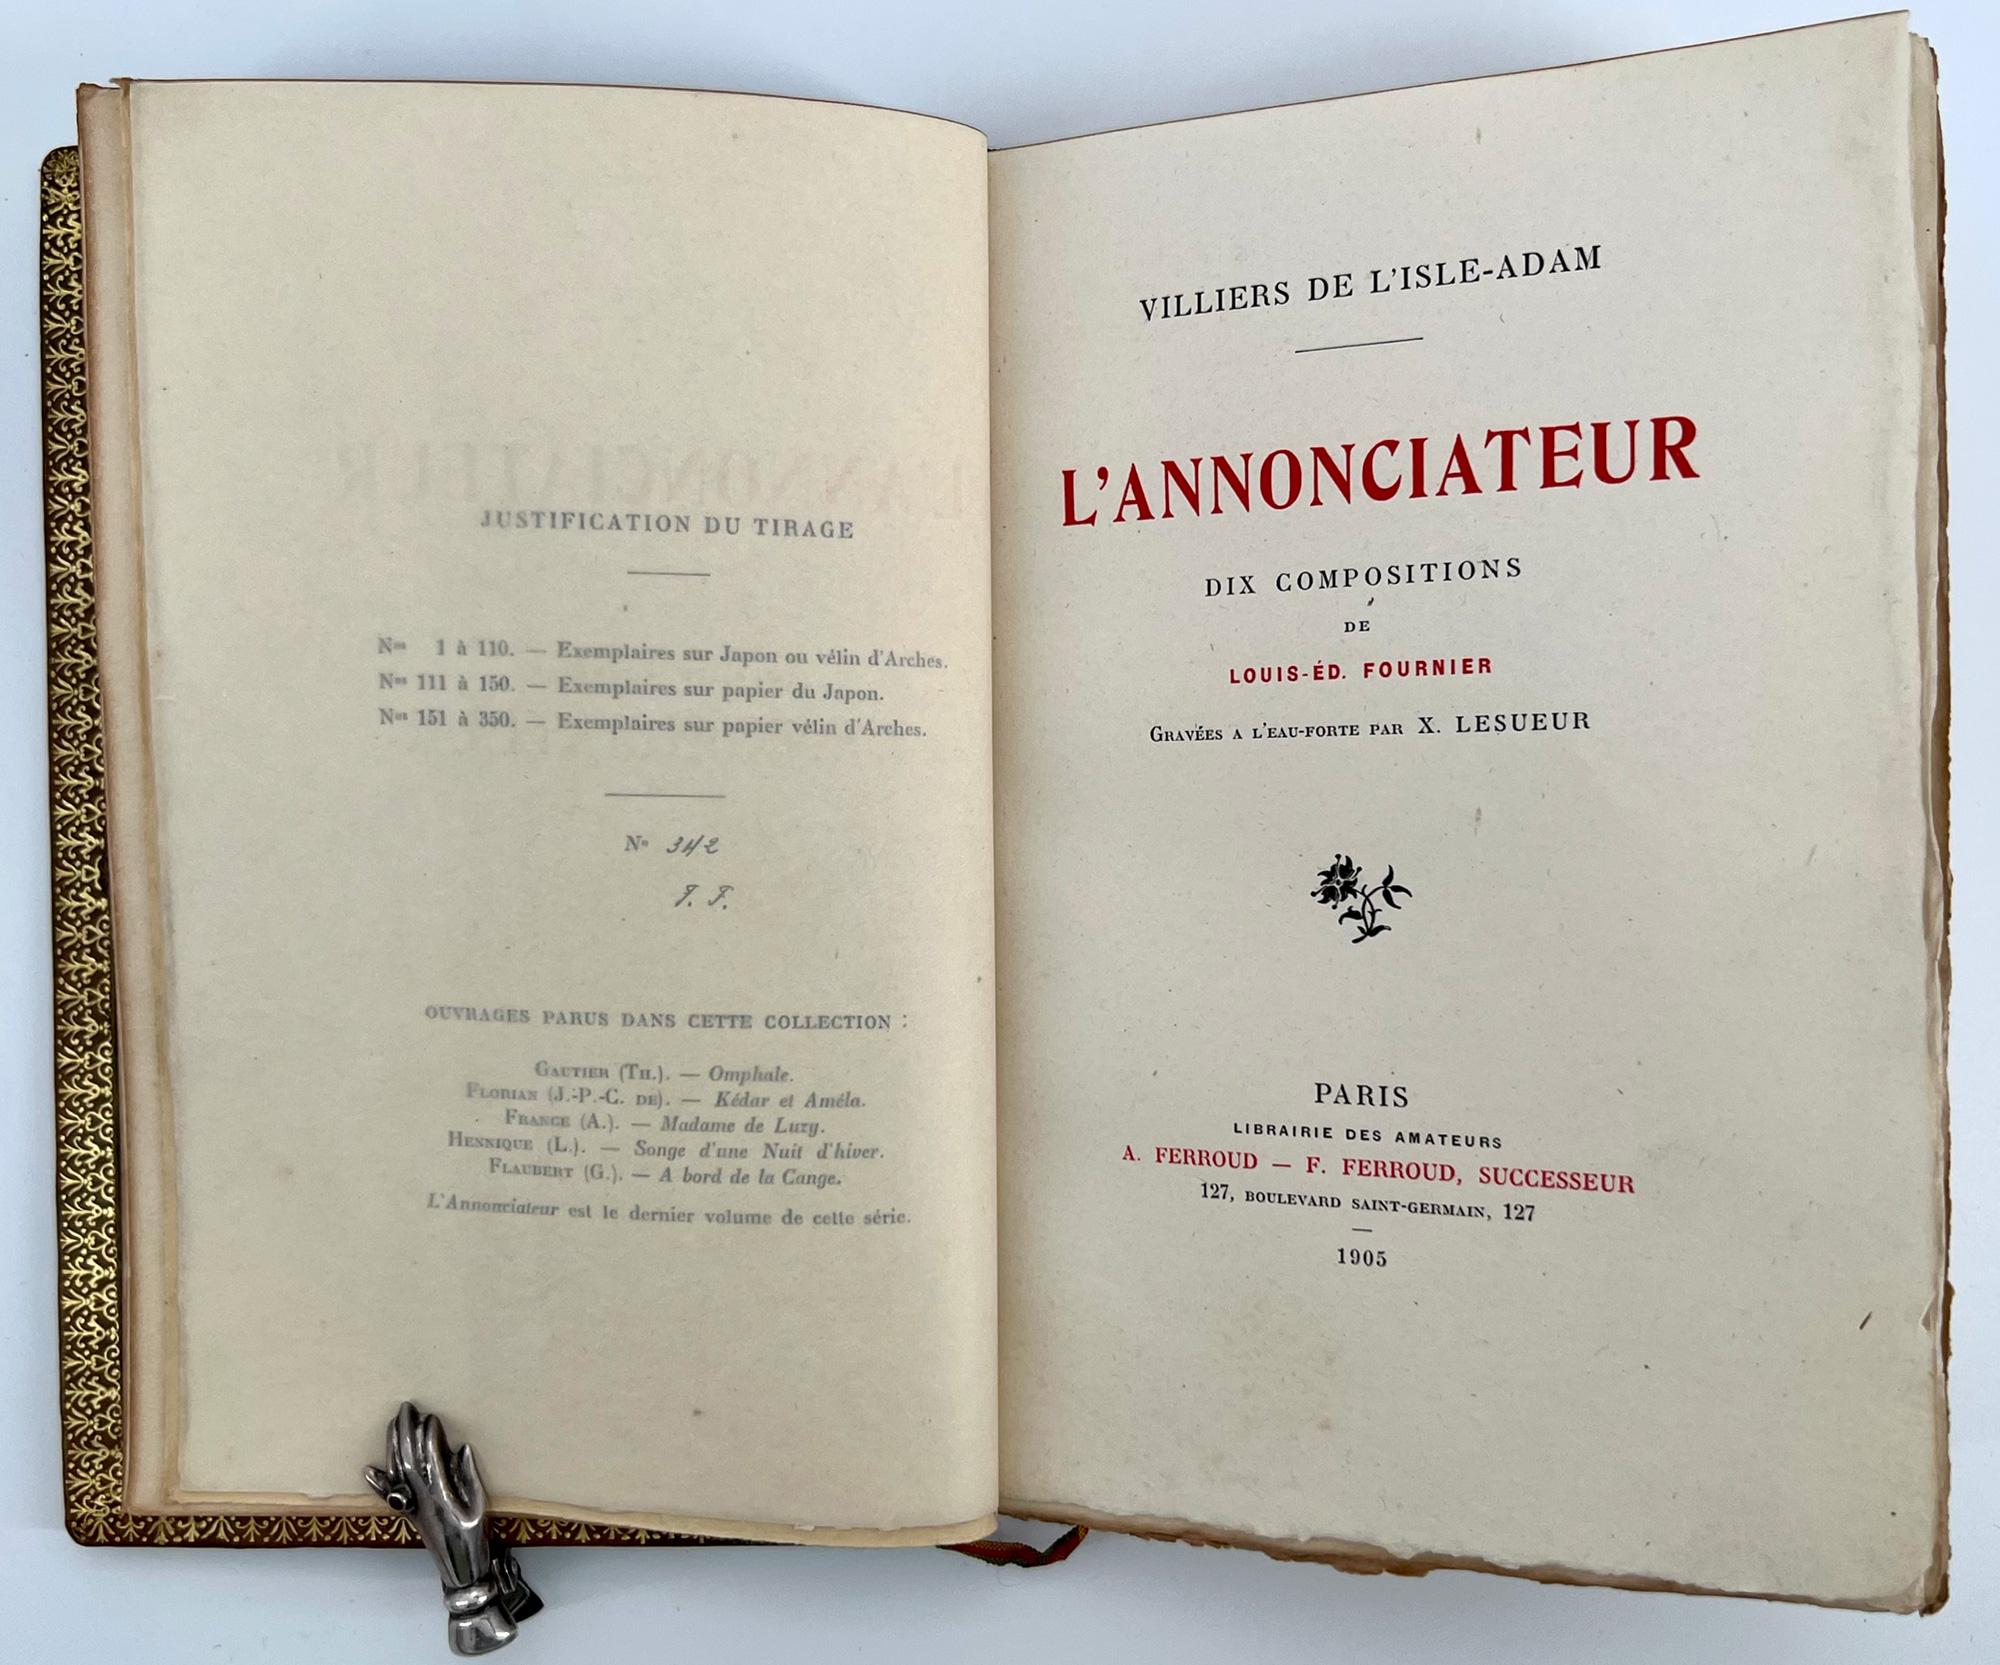 JUSTIFICATION DU TIRAGE
Nos 1 à 110. — Exemplaires sur Japon ou vélin d'Arches.
Nos 111 à 150. — Exemplaires sur papier du Japon.
Nos 151 à 350. — Exemplaires sur papier vélin d'Arches.
No 342
F. F.
OUVRAGES PARUS DANS CETTE COLLECTION :
GAUTIER (TH.). — Omphale.
FLORIAN (J.-P.-C. DE). — Kédar et Améla.
FRANCE (A.). — Madame de Luzy.
HENNIQUE (L.). — Songe d'une Nuit d'hiver.
FLAUBERT (G.). — A bord de la Cange.
L'Annonciateur est le dernier volume de cette série.
VILLIERS DE L'ISLE-ADAM
L'ANNONCIATEUR
DIX COMPOSITIONS
DE
LOUIS-ÉD. FOURNIER
GRAVÉES A L'EAU-FORTE PAR X. LESUEUR
PARIS
LIBRAIRIE DES AMATEURS
A. FERROUD — F. FERROUD, SUCCESSEUR
127, BOULEVARD SAINT-GERMAIN, 127
1905